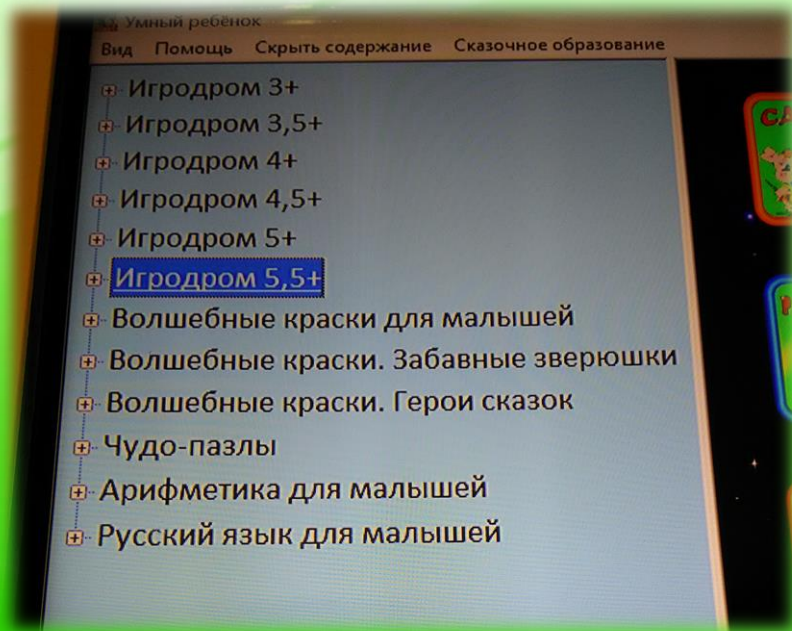 Умный ребёнок
Вид Помощь Скрыть содержание Сказочное образование
Игродром 3+
Игродром 3,5+
Игродром 4+
Игродром 4,5+
Игродром 5+
Игродром 5,5+
Волшебные краски для малышей
Волшебные краски. Забавные зверюшки
Волшебные краски. Герои сказок
Чудо-пазлы
Арифметика для малышей
Русский язык для малышей